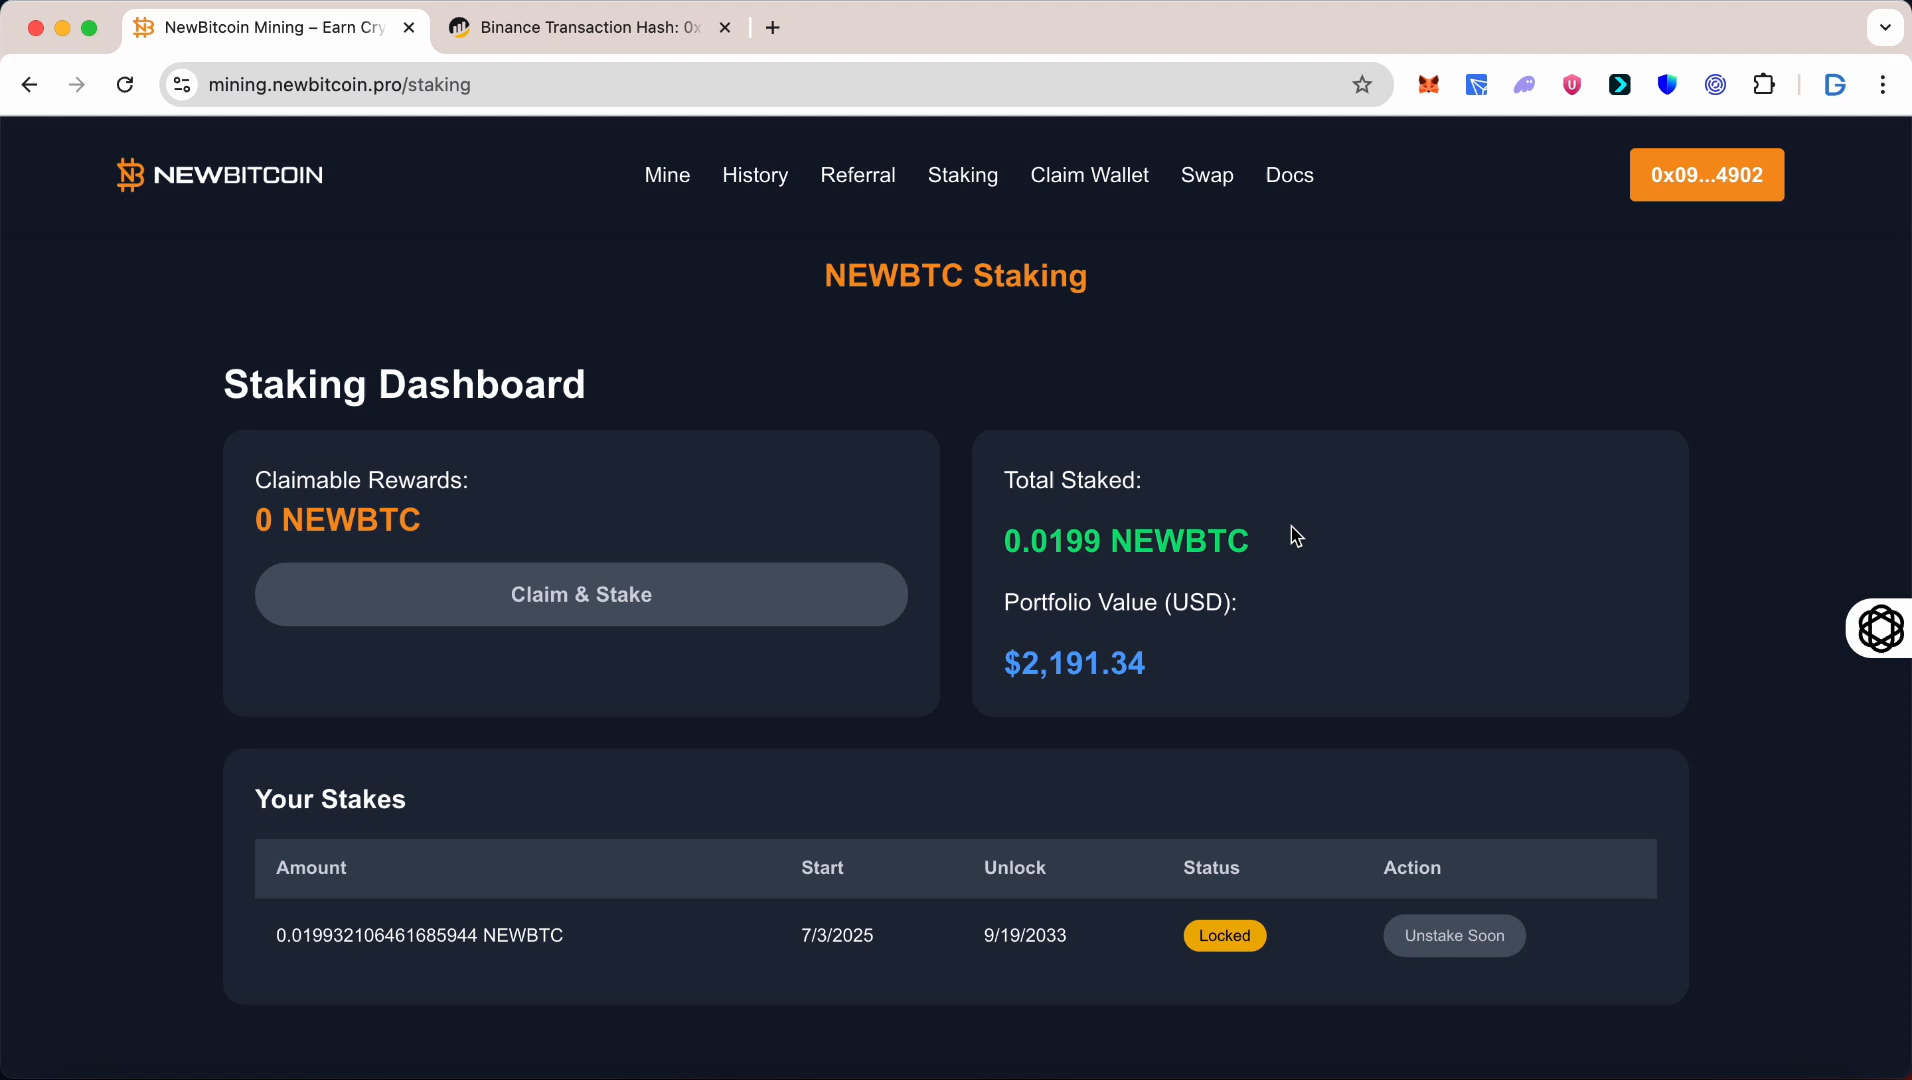 NewBitcoin Mining – Earn Cry
Binance Transaction Hash: 0x
mining.newbitcoin.pro/staking
NEWBITCOIN
Mine
History
Referral
Staking
Claim Wallet
Swap
Docs
0x09...4902
NEWBTC Staking
Staking Dashboard
Claimable Rewards:
0 NEWBTC
Claim & Stake
Total Staked:
0.0199 NEWBTC
Portfolio Value (USD):
$2,191.34
Your Stakes
Amount Start Unlock Status Action
0.019932106461685944 NEWBTC 7/3/2025 9/19/2033 Locked Unstake Soon